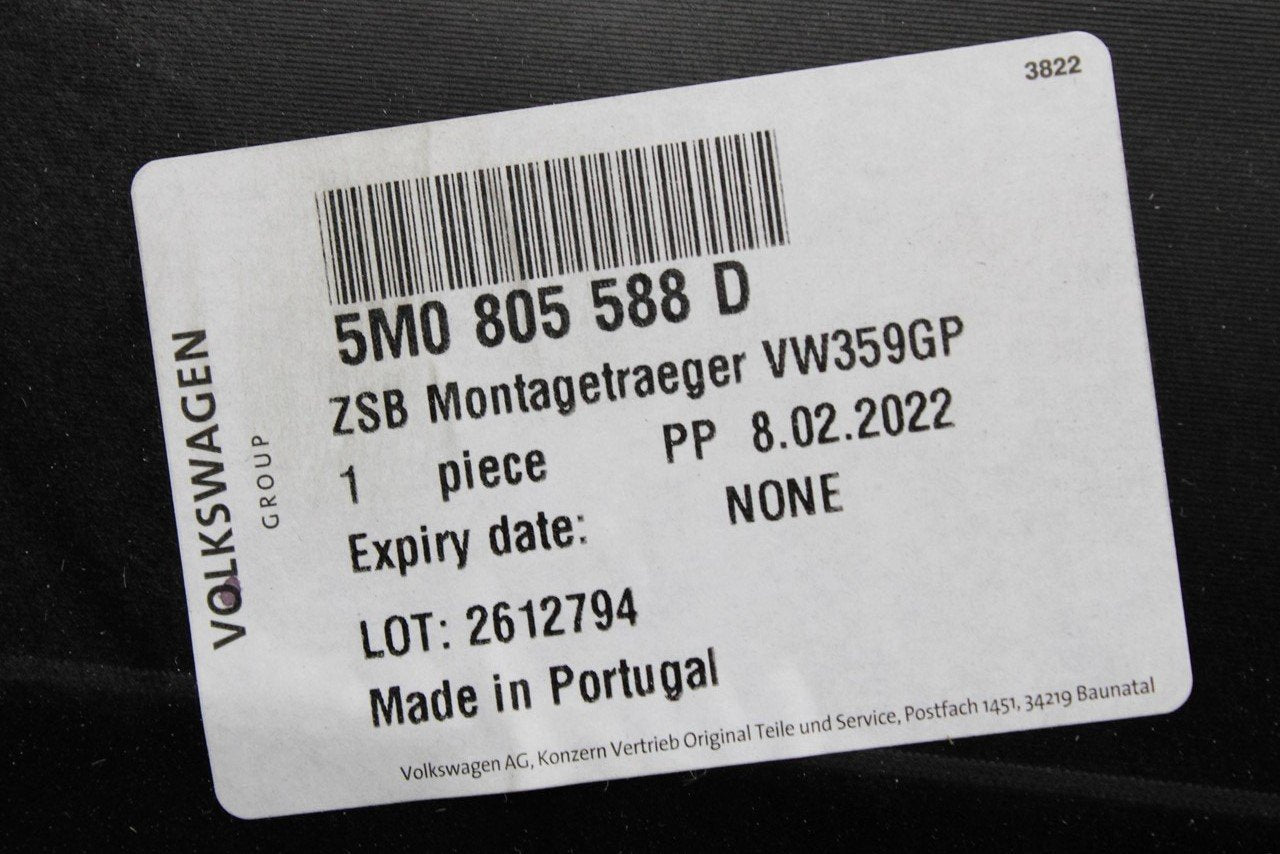 3822
5M0 805 588 D
ZSB Montagetraeger VW359GP
1 piece PP 8.02.2022
Expiry date: NONE
LOT: 2612794
Made in Portugal
Volkswagen AG, Konzern Vertrieb Original Teile und Service, Postfach 1451, 34219 Baunatal
VOLKSWAGEN
GROUP